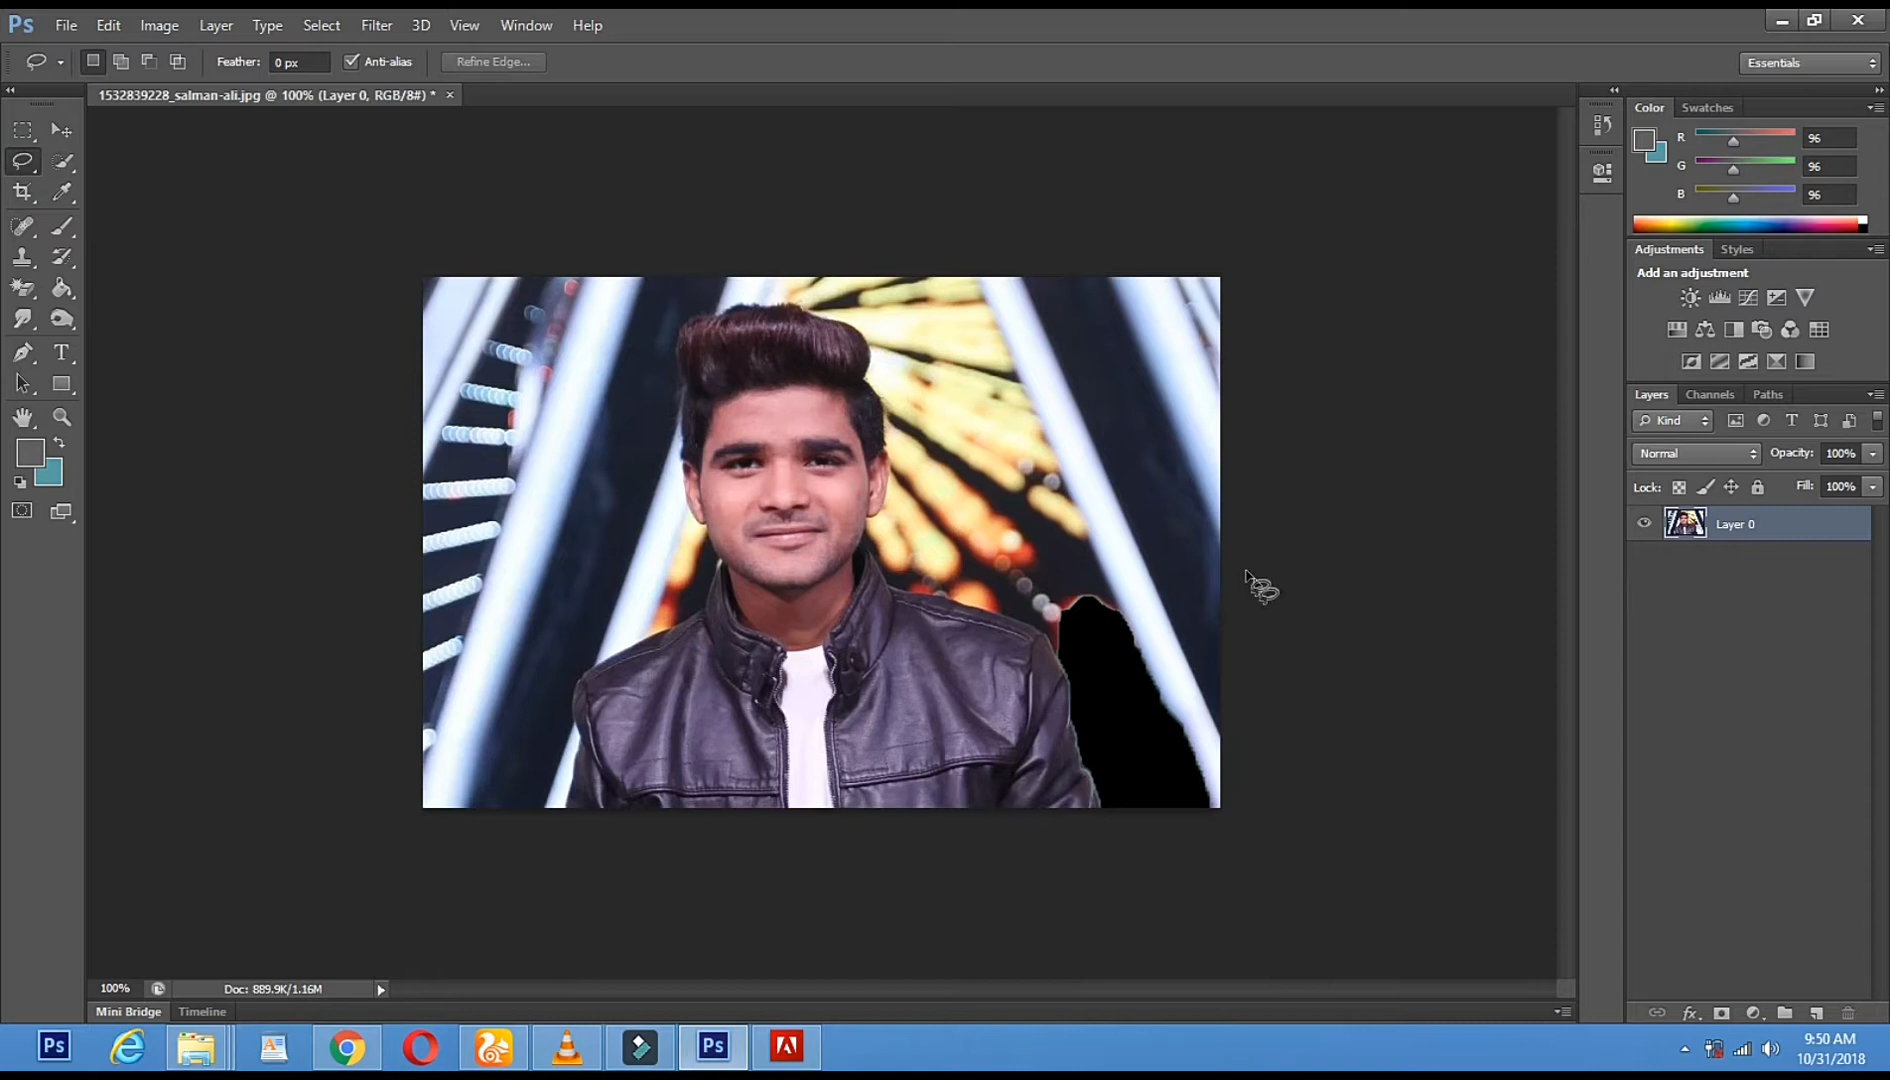 Ps File Edit Image Layer Type Select Filter 3D View Window Help
Feather: 0 px Anti-alias Refine Edge... Essentials
1532839228_salman-ali.jpg @ 100% (Layer 0, RGB/8#) * ×
Color Swatches
R 96
G 96
B 96
Adjustments Styles
Add an adjustment
Layers Channels Paths
Kind T
Normal Opacity: 100%
Lock: Fill: 100%
Layer 0
T
100% Doc: 889.9K/1.16M
fx
Mini Bridge Timeline
Ps Ps
9:50 AM
10/31/2018